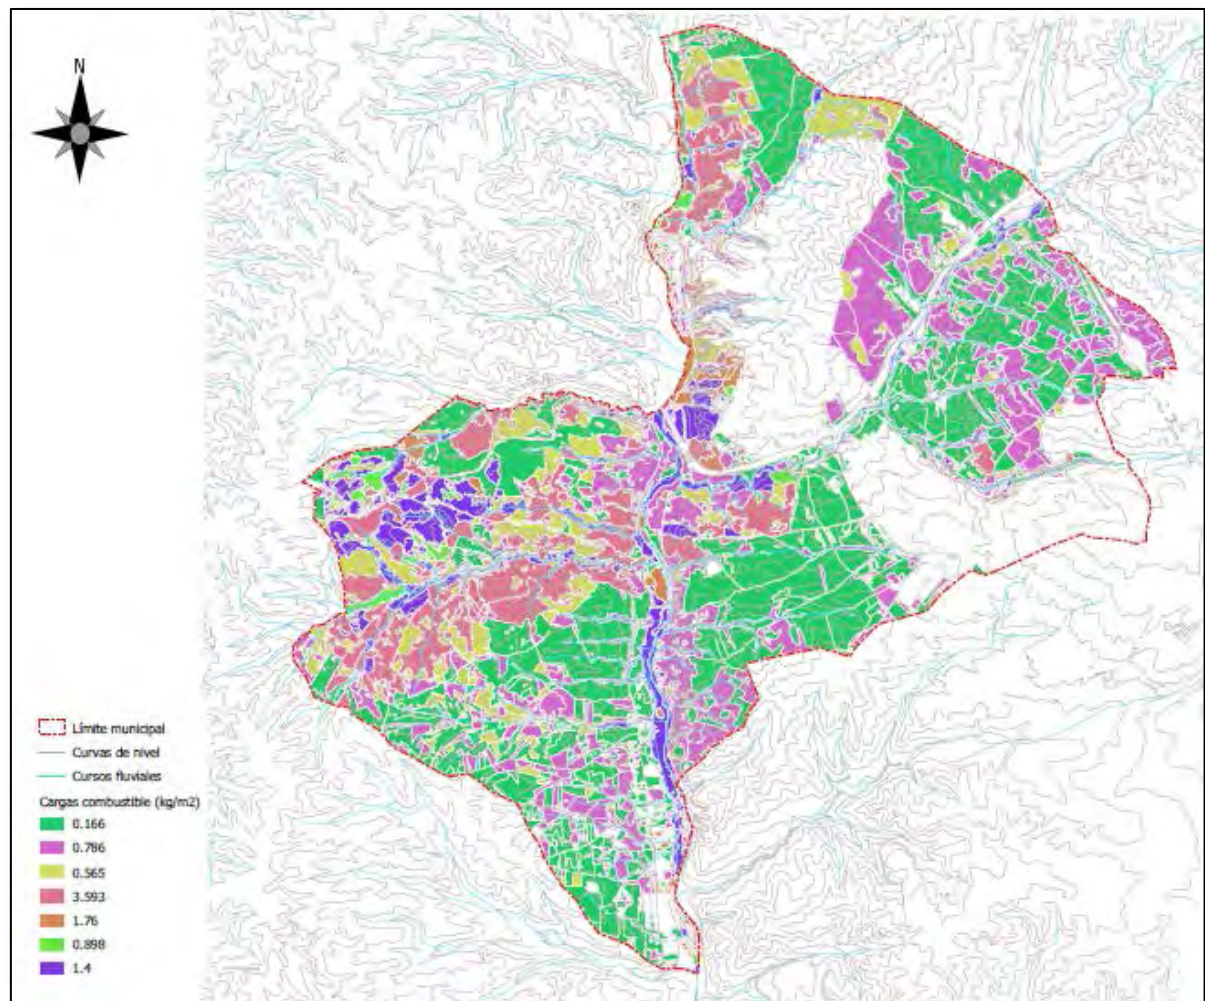 N
Límite municipal
Curvas de nivel
Cursos fluviales
Cargas combustible (kg/m2)
0.166
0.786
0.565
3.593
1.76
0.898
1.4